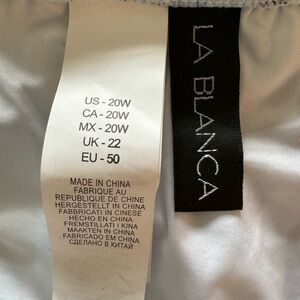 US - 20W
CA - 20W
MX - 20W
UK - 22
EU - 50
MADE IN CHINA
FABRIQUE AU
REPUBLIQUE DE CHINE
HERGESTELLT IN CHINA
FABBRICATI IN CINESE
HECHO EN CHINA
FREMSTILLATI I KINA
MAAKTEN IN CHINA
FABRICADO EM CHINA
СДЕЛАНО В КИТАЙ
LA BLANCA